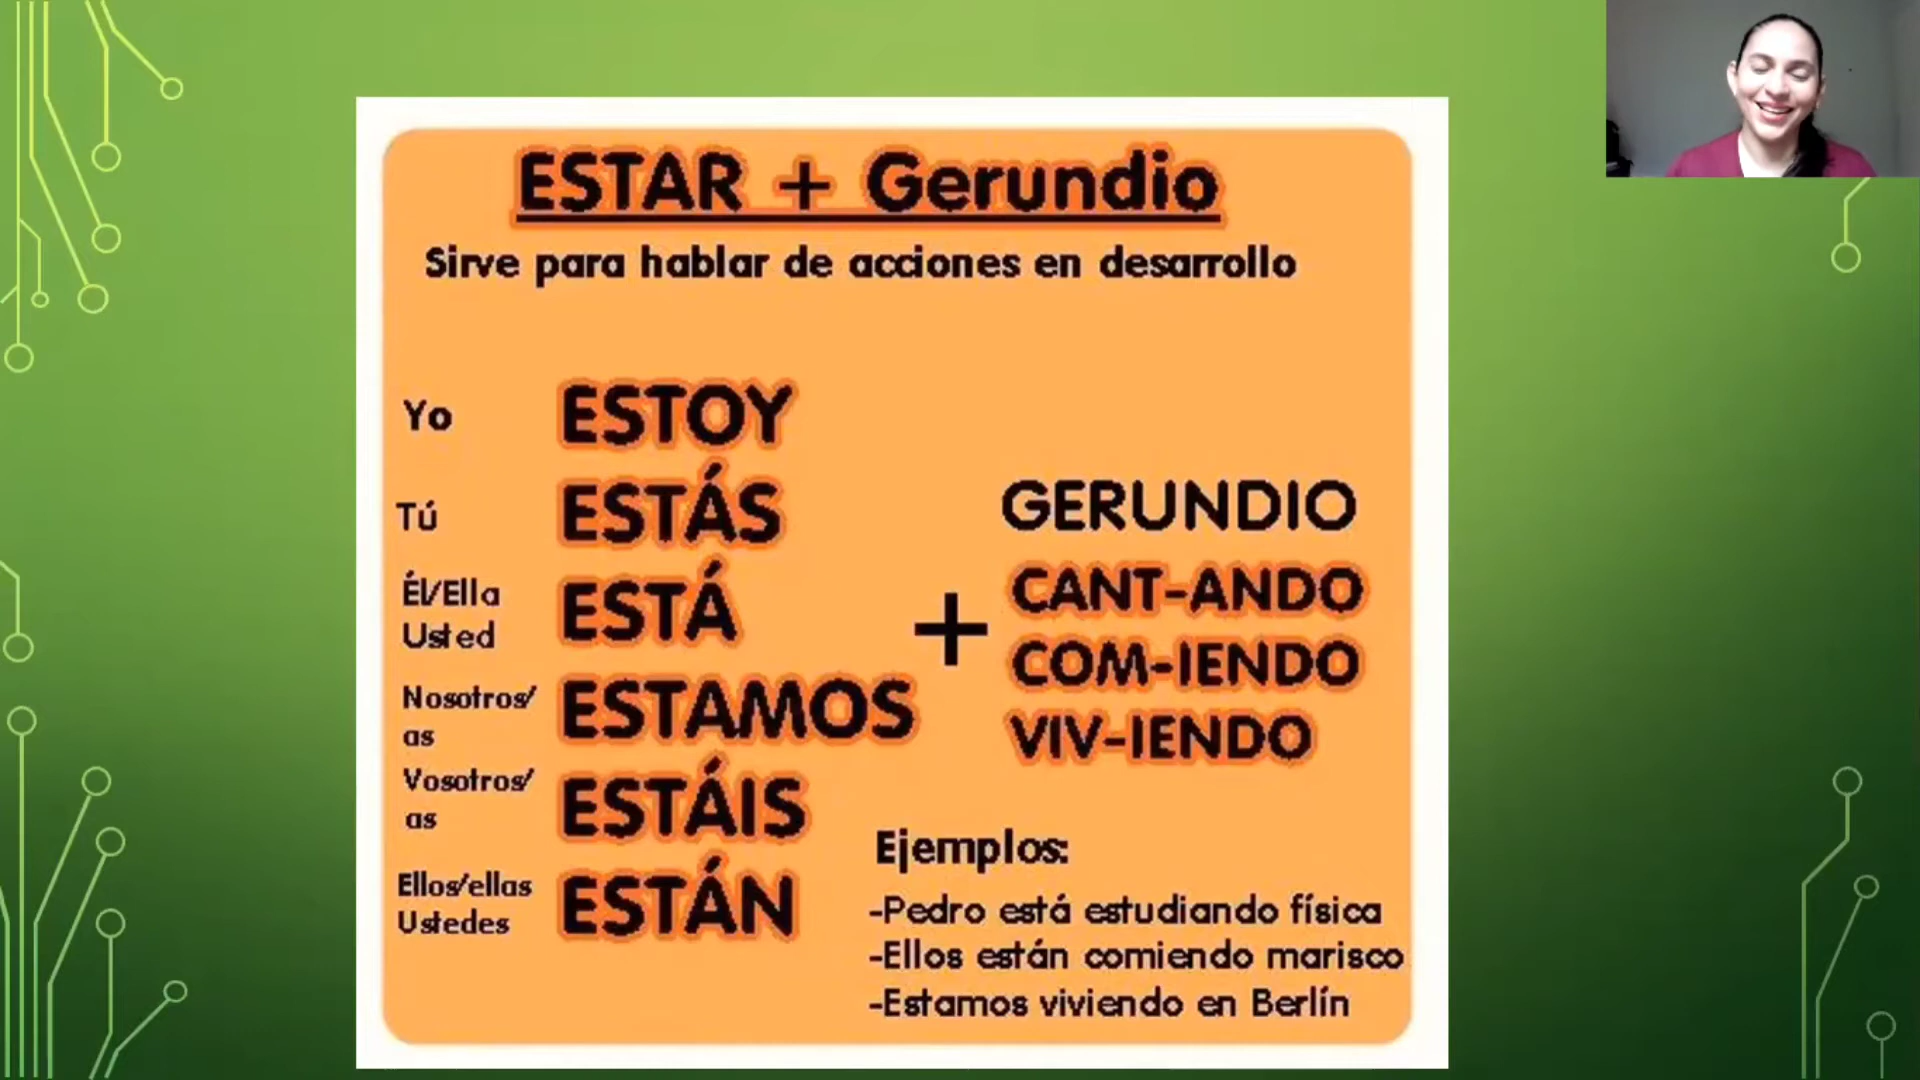 ESTAR + Gerundio
Sirve para hablar de acciones en desarrollo
Yo ESTOY
Tú ESTÁS
Él/Ella
Usted
ESTÁ
Nosotros/
as
ESTAMOS
Vosotros/
as
ESTÁIS
Ellos/ellas
Ustedes
ESTÁN
+
GERUNDIO
CANT-ANDO
COM-IENDO
VIV-IENDO
Ejemplos:
-Pedro está estudiando física
-Ellos están comiendo marisco
-Estamos viviendo en Berlín